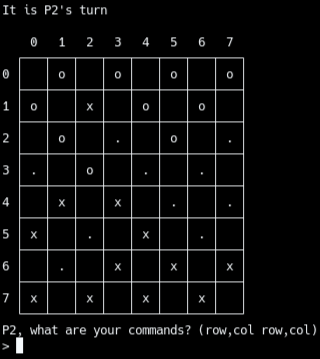 It is P2's turn
0 1 2 3 4 5 6 7
0 o o o o
1 o x o o
2 o . o .
3 . o . .
4 x x . .
5 x . x .
6 . x x x
7 x x x x
P2, what are your commands? (row,col row,col)
>